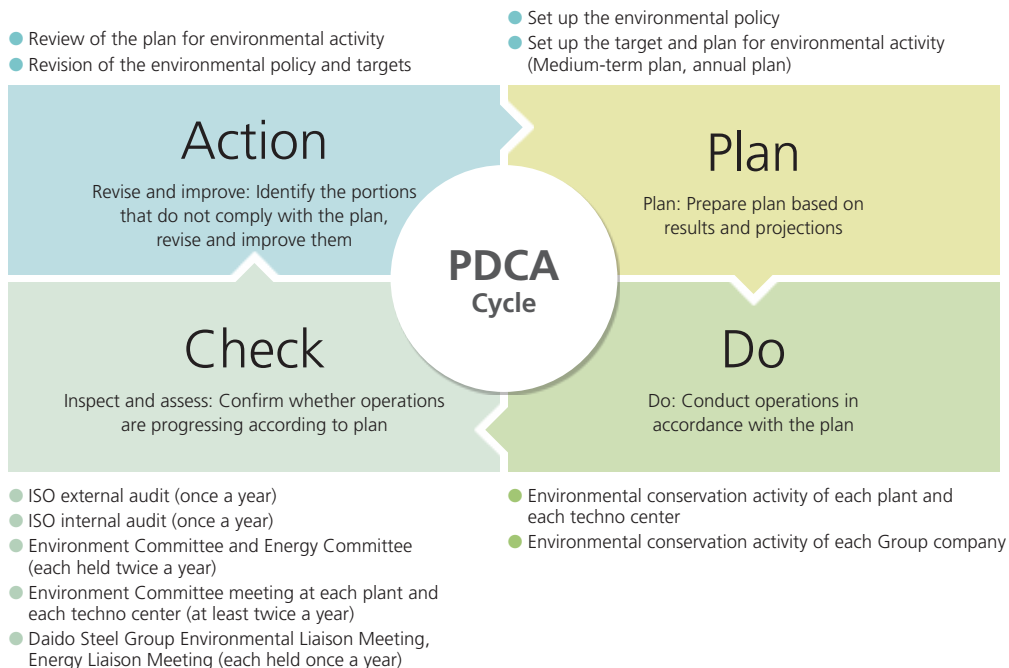 Review of the plan for environmental activity
Revision of the environmental policy and targets
Set up the environmental policy
Set up the target and plan for environmental activity
(Medium-term plan, annual plan)
Action
Revise and improve: Identify the portions
that do not comply with the plan,
revise and improve them
Plan
Plan: Prepare plan based on
results and projections
PDCA
Cycle
Check
Inspect and assess: Confirm whether operations
are progressing according to plan
Do
Do: Conduct operations in
accordance with the plan
ISO external audit (once a year)
ISO internal audit (once a year)
Environment Committee and Energy Committee
(each held twice a year)
Environment Committee meeting at each plant and
each techno center (at least twice a year)
Daido Steel Group Environmental Liaison Meeting,
Energy Liaison Meeting (each held once a year)
Environmental conservation activity of each plant and
each techno center
Environmental conservation activity of each Group company